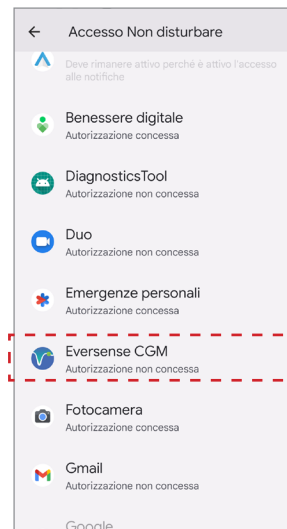 Accesso Non disturbare
Deve rimanere attivo perché è attivo l'accesso
alle notifiche
Benessere digitale
Autorizzazione concessa
DiagnosticsTool
Autorizzazione non concessa
Duo
Autorizzazione non concessa
Emergenze personali
Autorizzazione concessa
Eversense CGM
Autorizzazione non concessa
Fotocamera
Autorizzazione concessa
Gmail
Autorizzazione non concessa
Google